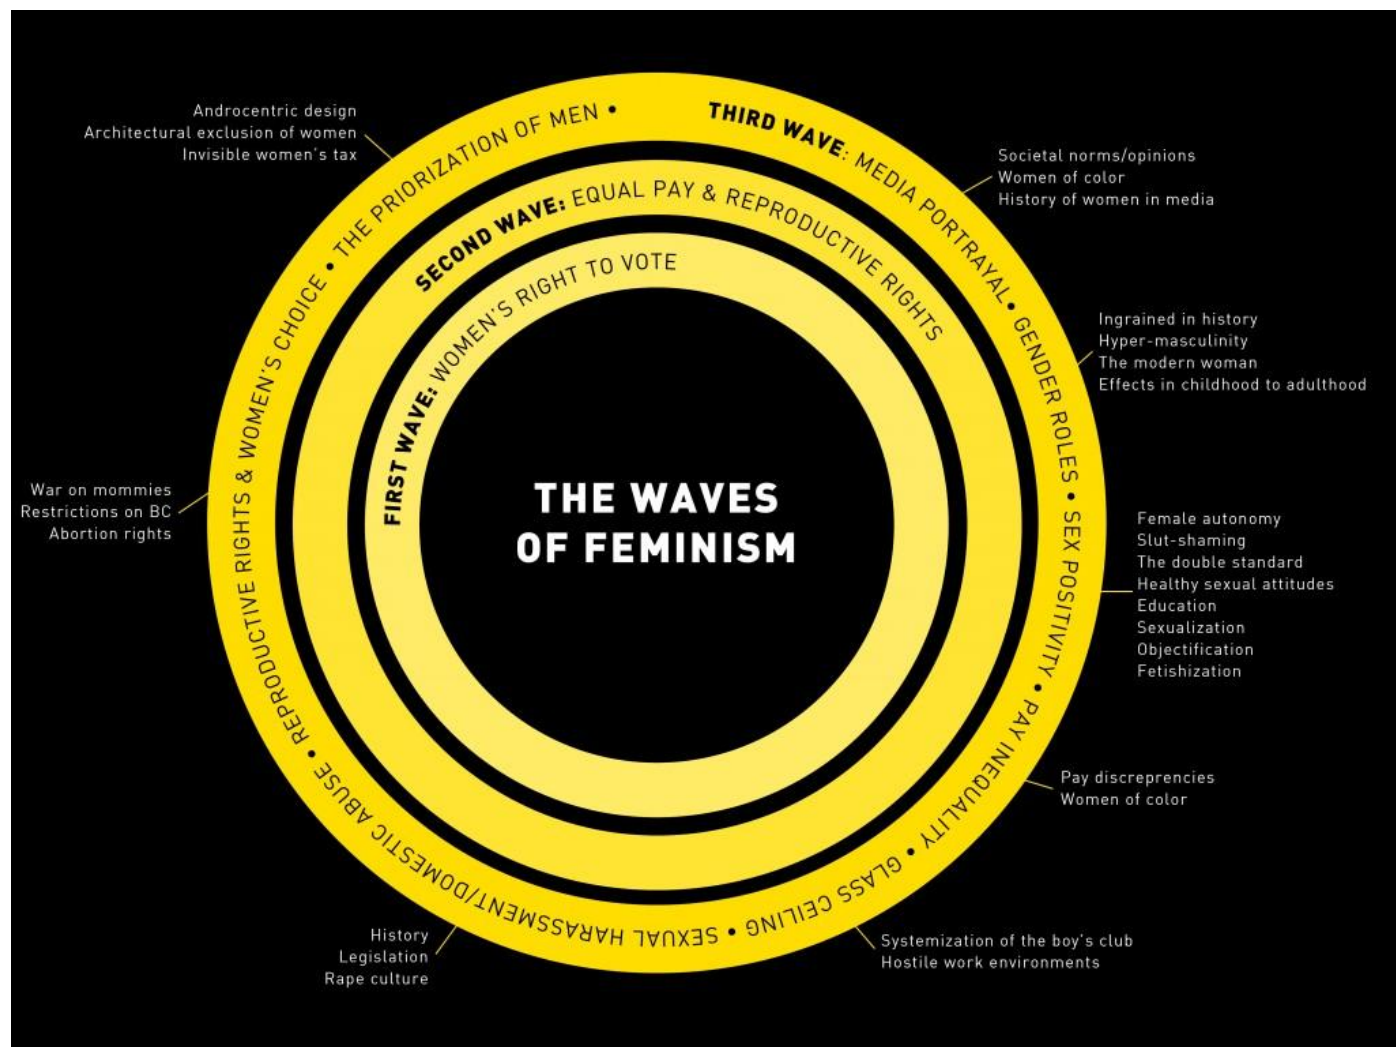 THE WAVES
OF FEMINISM
FIRST WAVE: WOMEN'S RIGHT TO VOTE
SECOND WAVE: EQUAL PAY & REPRODUCTIVE RIGHTS
THIRD WAVE: MEDIA PORTRAYAL • GENDER ROLES • SEX POSITIVITY • PAY INEQUALITY • GLASS CEILING • SEXUAL HARASSMENT/DOMESTIC ABUSE • REPRODUCTIVE RIGHTS & WOMEN'S CHOICE • THE PRIORIZATION OF MEN •
Societal norms/opinions
Women of color
History of women in media
Ingrained in history
Hyper-masculinity
The modern woman
Effects in childhood to adulthood
Female autonomy
Slut-shaming
The double standard
Healthy sexual attitudes
Education
Sexualization
Objectification
Fetishization
Pay discreprencies
Women of color
Systemization of the boy's club
Hostile work environments
History
Legislation
Rape culture
War on mommies
Restrictions on BC
Abortion rights
Androcentric design
Architectural exclusion of women
Invisible women's tax